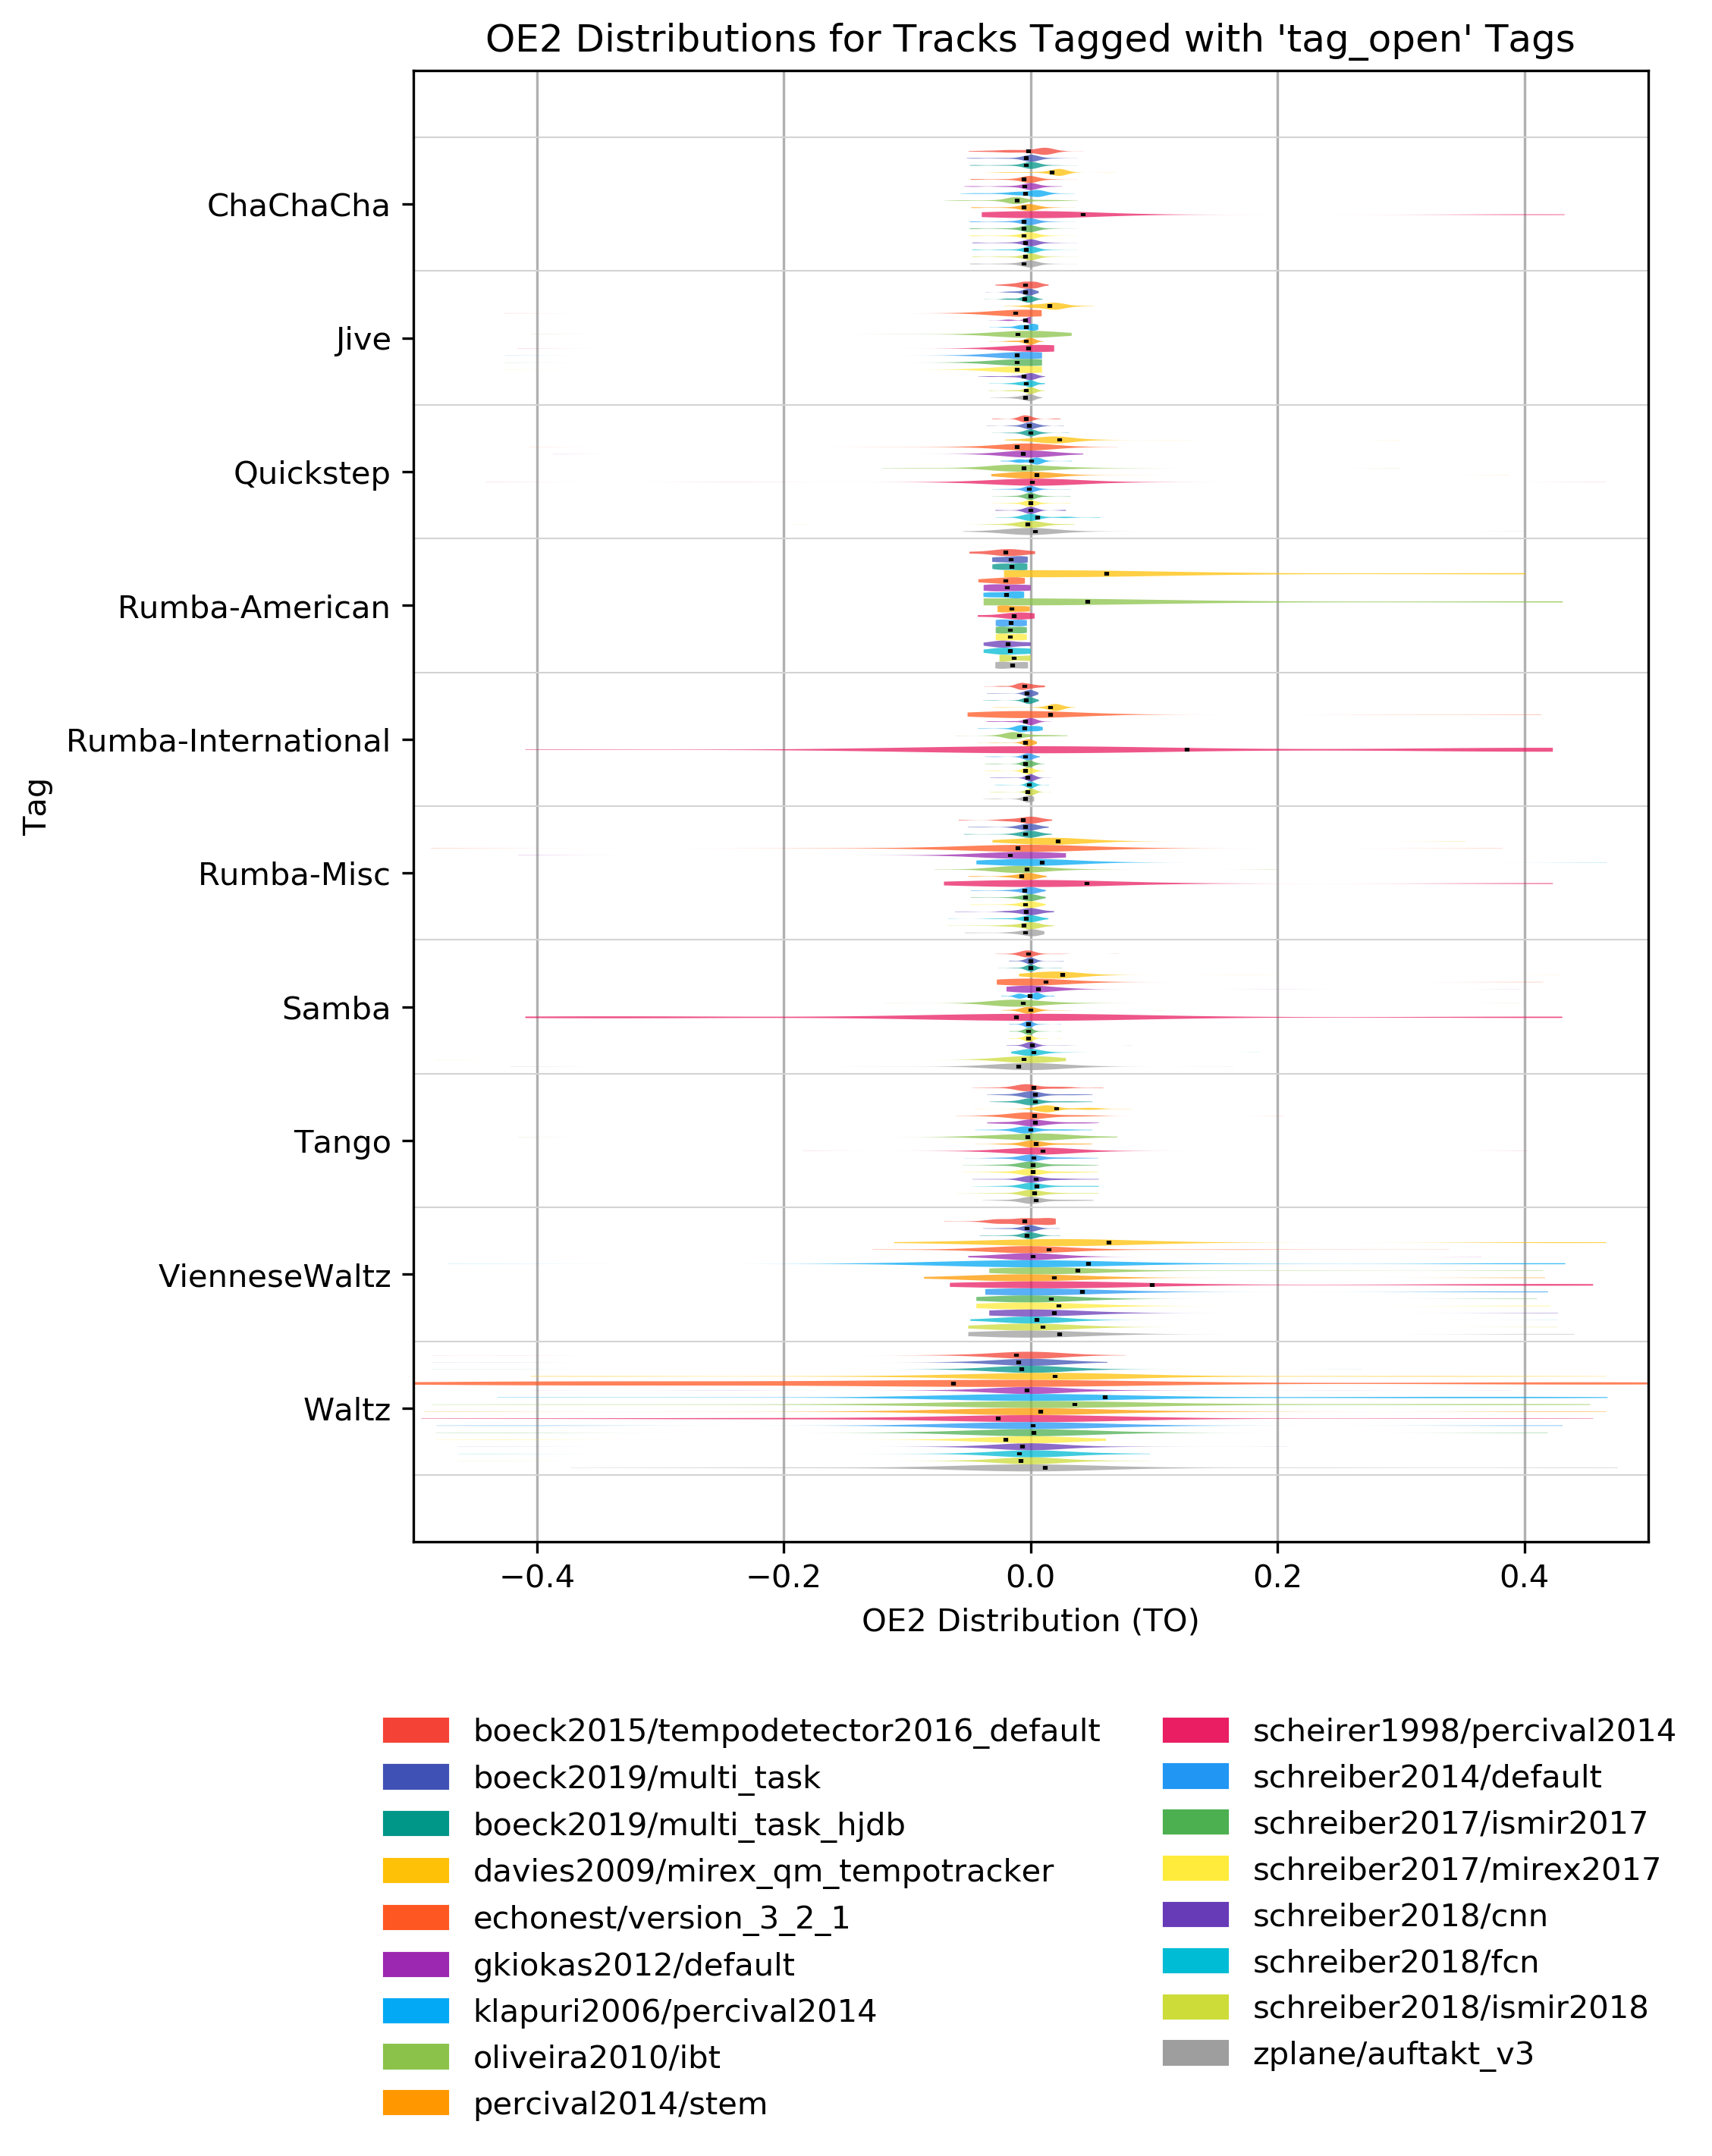 OE2 Distributions for Tracks Tagged with 'tag_open' Tags
ChaChaCha
Jive
Quickstep
Rumba-American
Rumba-International
Rumba-Misc
Samba
Tango
VienneseWaltz
Waltz
Tag
−0.4 −0.2 0.0 0.2 0.4
OE2 Distribution (TO)
boeck2015/tempodetector2016_default
boeck2019/multi_task
boeck2019/multi_task_hjdb
davies2009/mirex_qm_tempotracker
echonest/version_3_2_1
gkiokas2012/default
klapuri2006/percival2014
oliveira2010/ibt
percival2014/stem
scheirer1998/percival2014
schreiber2014/default
schreiber2017/ismir2017
schreiber2017/mirex2017
schreiber2018/cnn
schreiber2018/fcn
schreiber2018/ismir2018
zplane/auftakt_v3